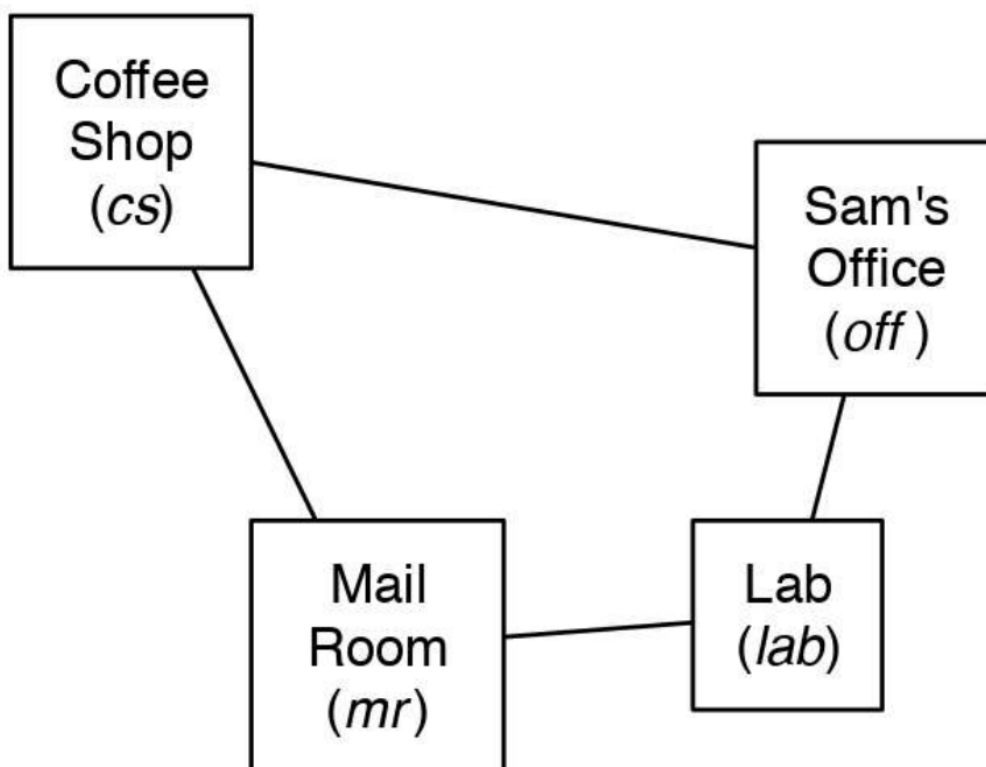 Coffee
Shop
(cs)
Sam's
Office
(off)
Mail
Room
(mr)
Lab
(lab)